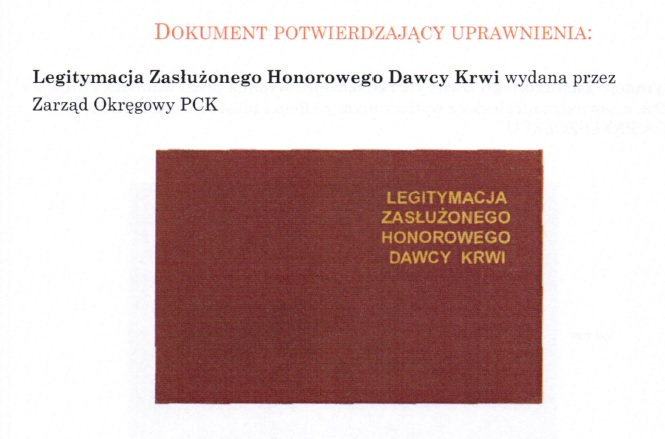 DOKUMENT POTWIERDZAJĄCY UPRAWNIENIA:
Legitymacja Zasłużonego Honorowego Dawcy Krwi wydana przez
Zarząd Okręgowy PCK
LEGITYMACJA
ZASŁUŻONEGO
HONOROWEGO
DAWCY KRWI